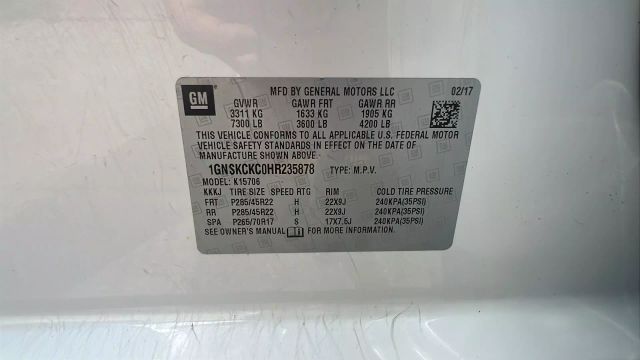 GM
MFD BY GENERAL MOTORS LLC 02/17
GVWR GAWR FRT GAWR RR
3311 KG 1633 KG 1905 KG
7300 LB 3600 LB 4200 LB
THIS VEHICLE CONFORMS TO ALL APPLICABLE U.S. FEDERAL MOTOR
VEHICLE SAFETY STANDARDS IN EFFECT ON THE DATE OF
MANUFACTURE SHOWN ABOVE.
1GNSKCKC0HR235878 TYPE: M.P.V.
MODEL: K15706
KKKJ TIRE SIZE SPEED RTG RIM COLD TIRE PRESSURE
FRT P285/45R22 H 22X9J 240KPA(35PSI)
RR P285/45R22 H 22X9J 240KPA(35PSI)
SPA P265/70R17 S 17X7.5J 240KPA(35PSI)
SEE OWNER'S MANUAL FOR MORE INFORMATION.